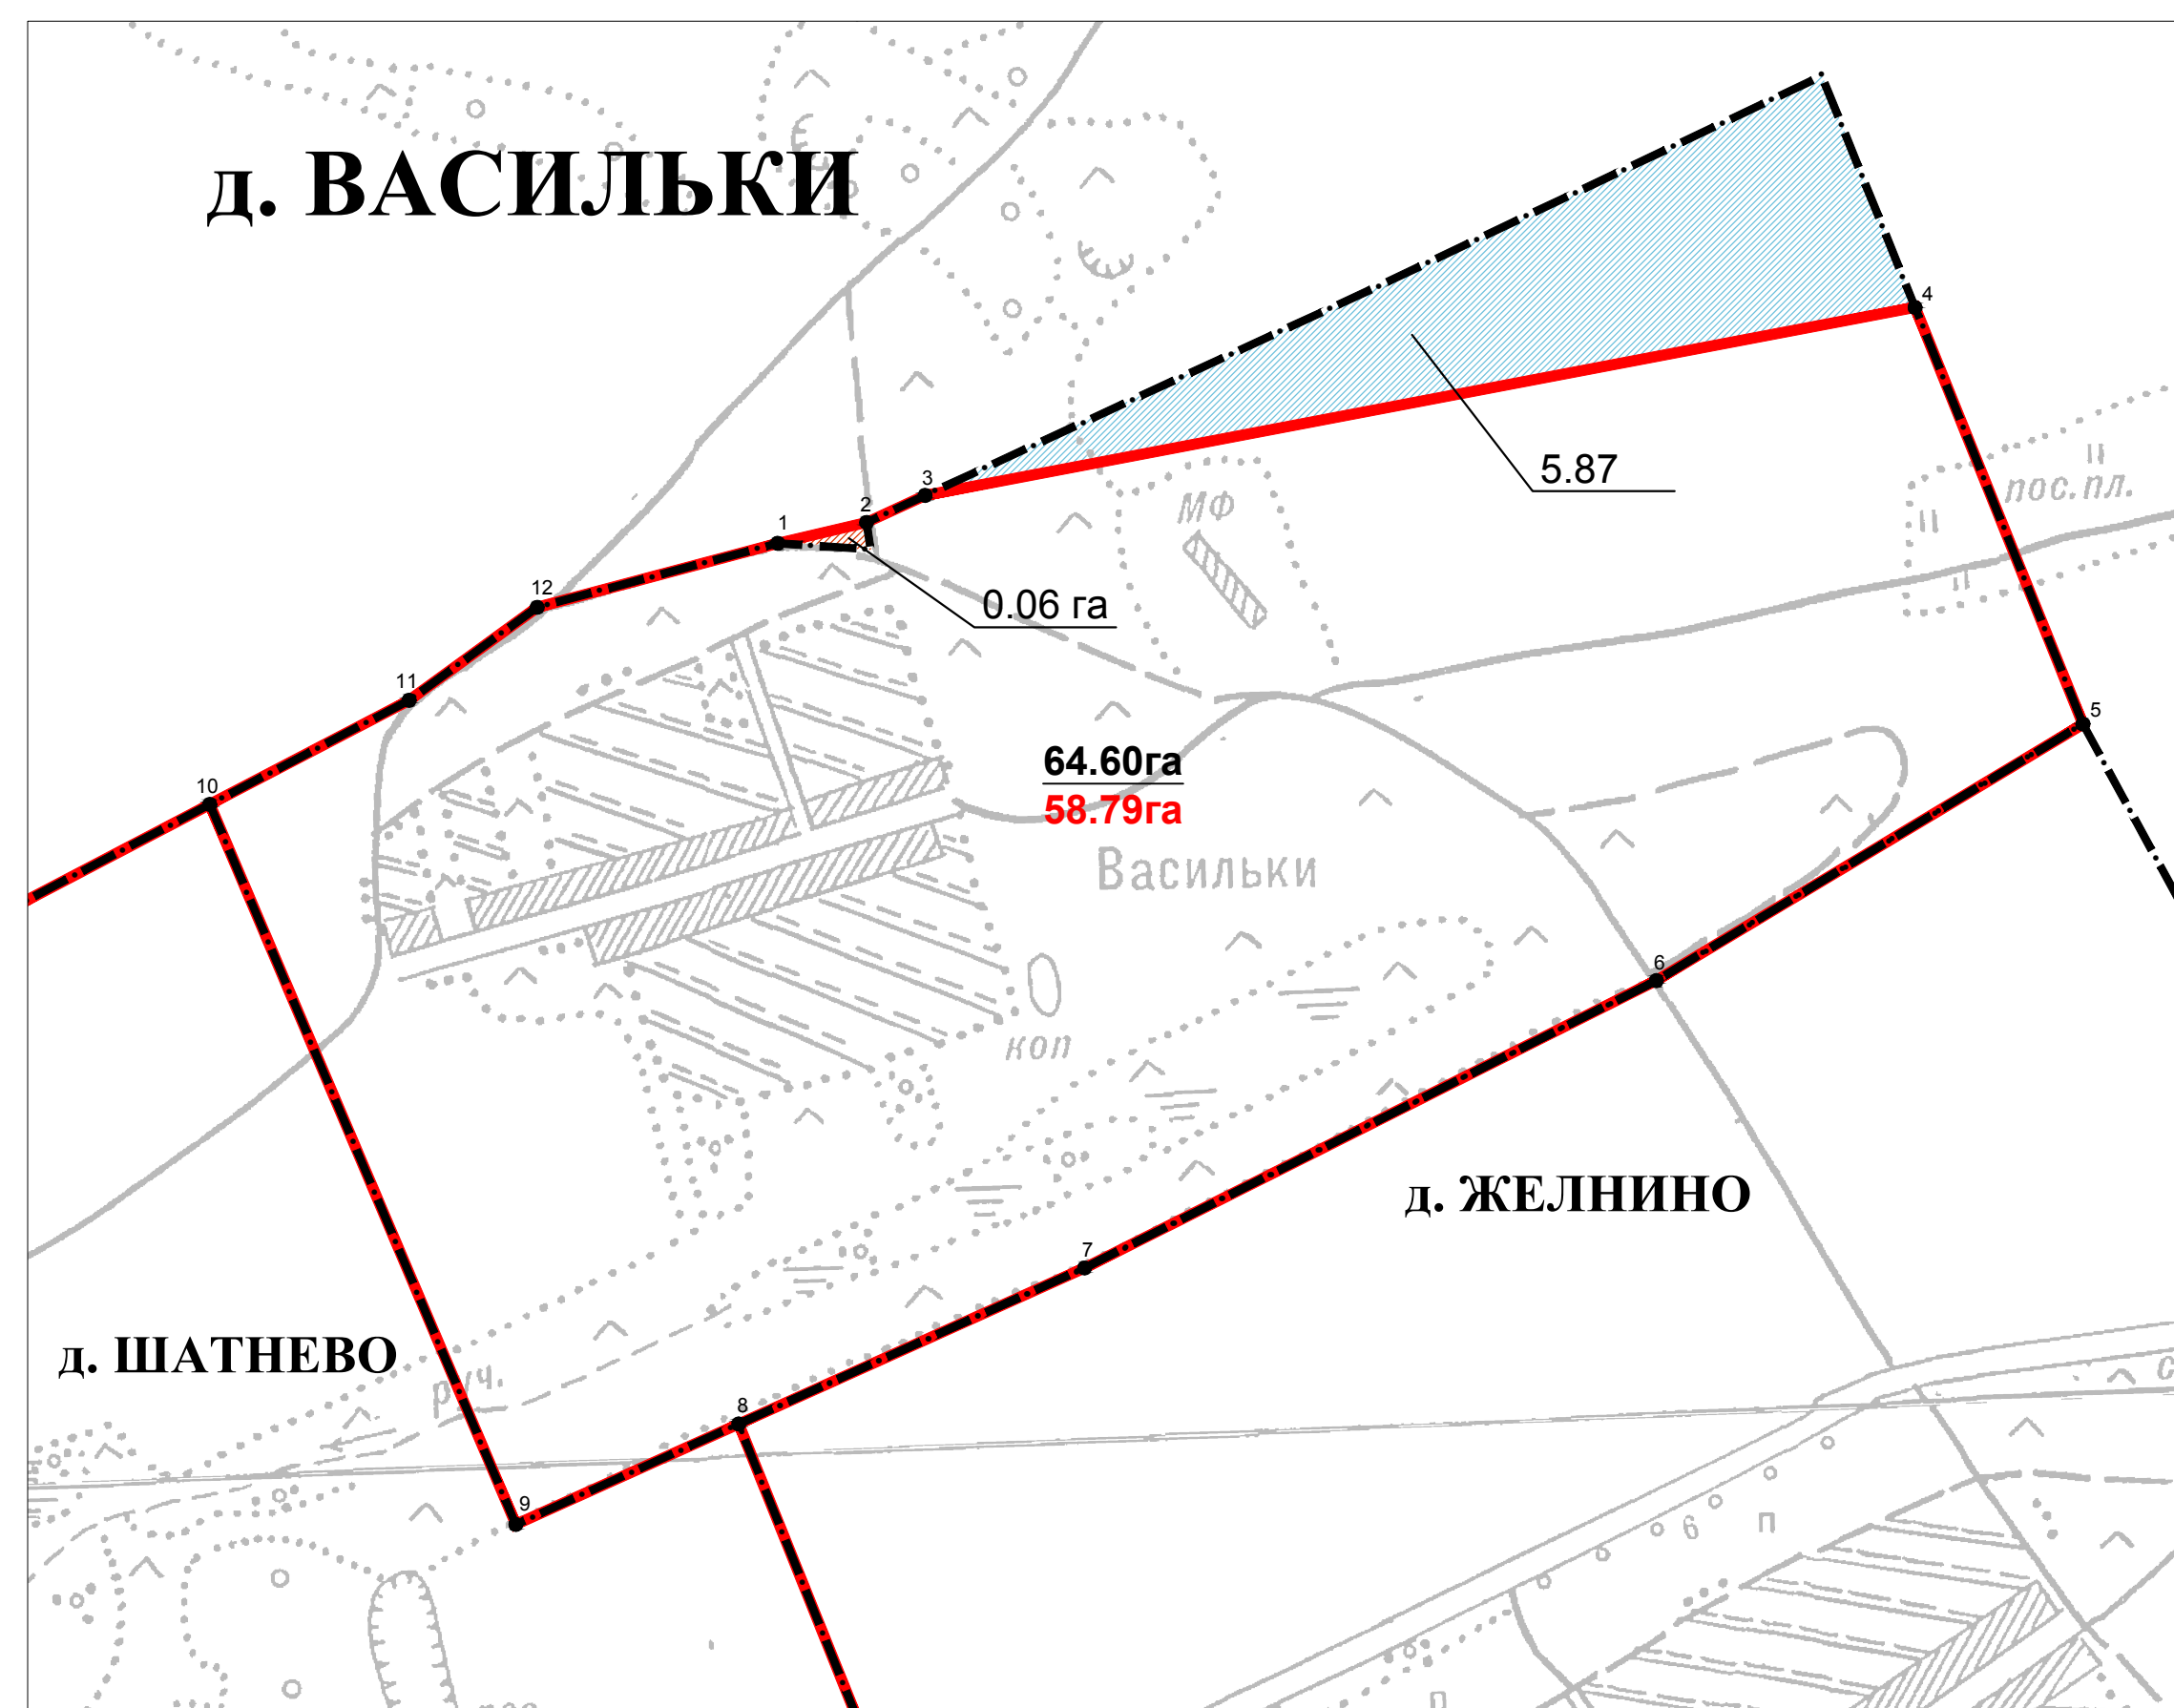 д. ВАСИЛЬКИ
4
3
5.87
2
МФ
пос.пл.
1
12
0.06 га
11
5
64.60га
10
58.79га
Васильки
6
коп
д. ЖЕЛНИНО
7
д. ШАТНЕВО
руч.
8
9
6 П
П